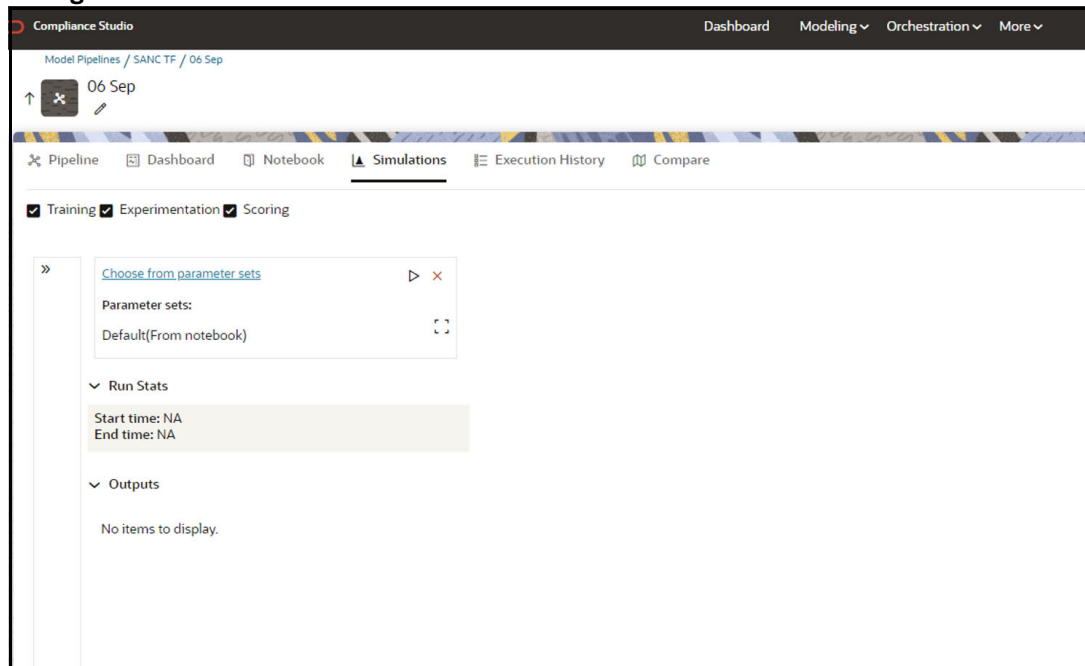 Compliance Studio Dashboard Modeling Orchestration More
Model Pipelines / SANC TF / 06 Sep
06 Sep
Pipeline Dashboard Notebook Simulations Execution History Compare
Training Experimentation Scoring
Choose from parameter sets
Parameter sets:
Default(From notebook)
Run Stats
Start time: NA
End time: NA
Outputs
No items to display.